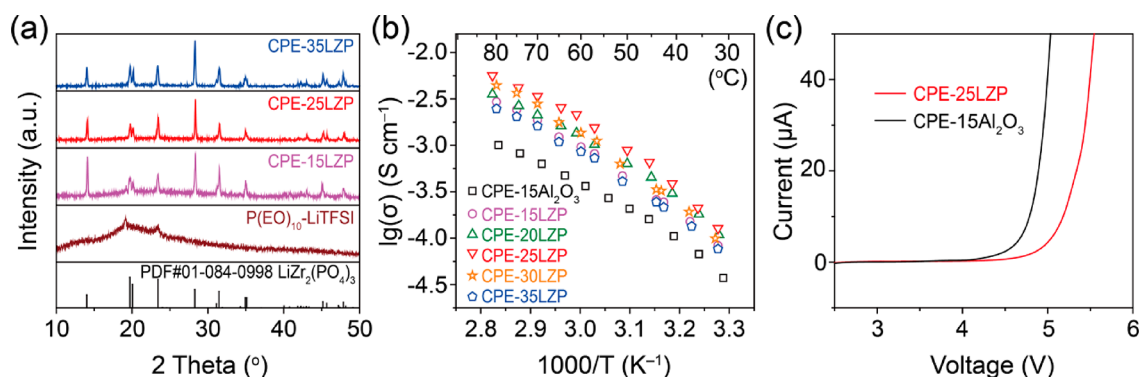 (a)
CPE-35LZP
CPE-25LZP
CPE-15LZP
P(EO)₁₀-LiTFSI
PDF#01-084-0998 LiZr₂(PO₄)₃
Intensity (a.u.)
10 20 30 40 50
2 Theta (°)
(b)
80 70 60 50 40 30
(°C)
-2.0
-2.5
-3.0
-3.5
-4.0
-4.5
lg(σ) (S cm⁻¹)
CPE-15Al₂O₃
CPE-15LZP
CPE-20LZP
CPE-25LZP
CPE-30LZP
CPE-35LZP
2.8 2.9 3.0 3.1 3.2 3.3
1000/T (K⁻¹)
(c)
CPE-25LZP
CPE-15Al₂O₃
40
20
0
Current (μA)
3 4 5 6
Voltage (V)